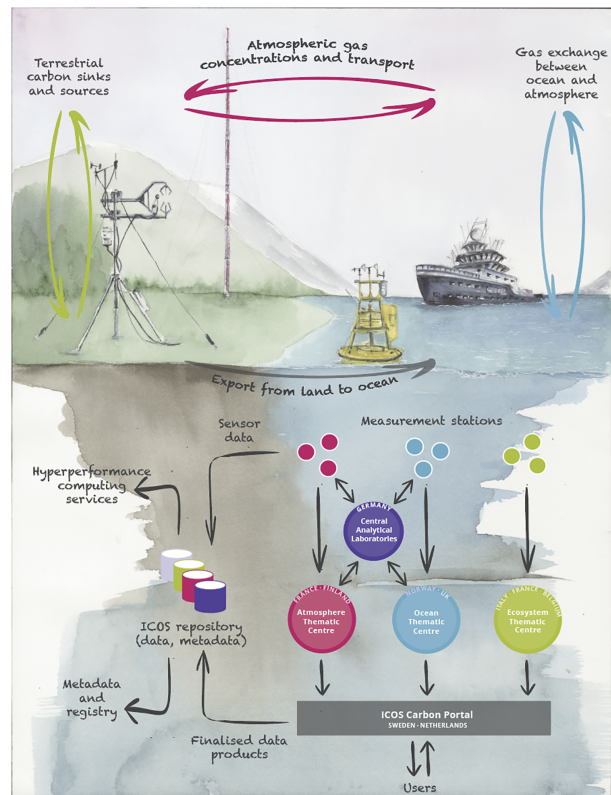 Terrestrial
carbon sinks
and sources
Atmospheric gas
concentrations and transport
Gas exchange
between
ocean and
atmosphere
Export from land to ocean
Sensor
data
Measurement stations
Hyperperformance
computing
services
GERMANY
Central
Analytical
Laboratories
FRANCE · FINLAND
Atmosphere
Thematic
Centre
NORWAY · UK
Ocean
Thematic
Centre
ITALY · FRANCE · BELGIUM
Ecosystem
Thematic
Centre
ICOS repository
(data, metadata)
Metadata
and
registry
ICOS Carbon Portal
SWEDEN · NETHERLANDS
Finalised data
products
Users